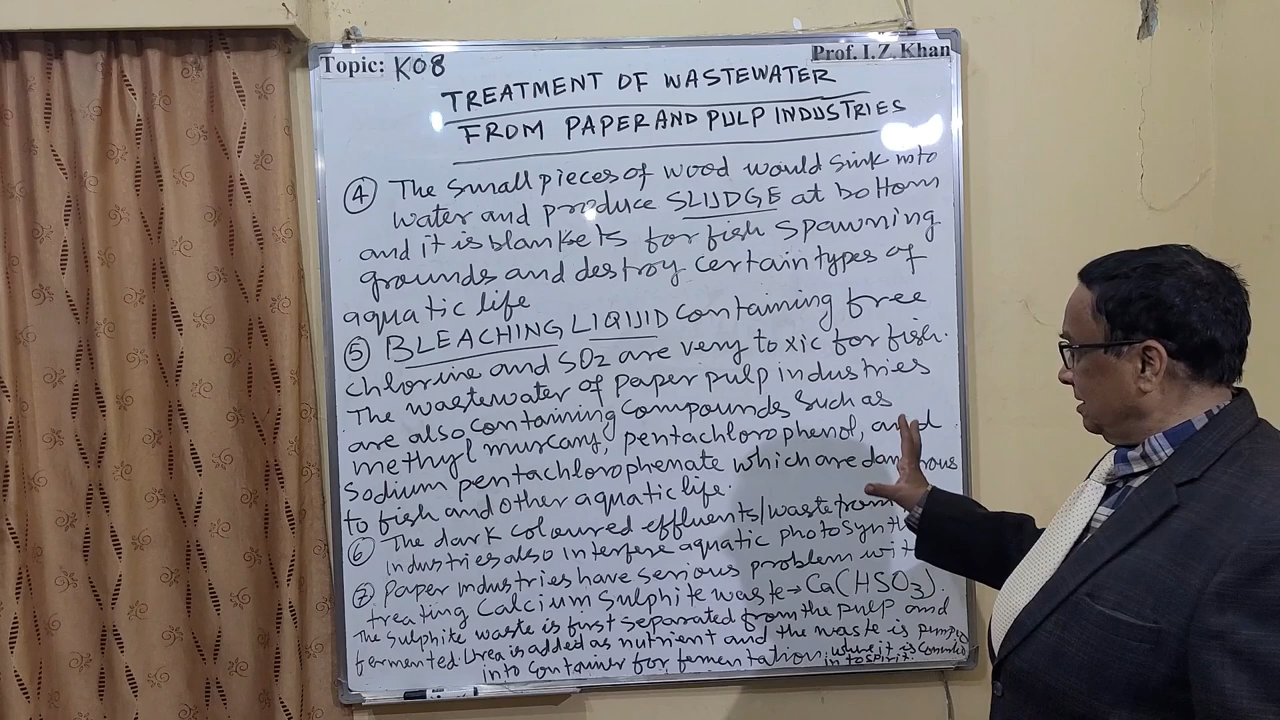 Topic: K08
Prof. I.Z. Khan
TREATMENT OF WASTEWATER
FROM PAPER AND PULP INDUSTRIES
④ The small pieces of wood would sink into
water and produce SLUDGE at bottom
and it is blankets for fish spawning
grounds and destroy certain types of
aquatic life
⑤ BLEACHING LIQUID containing free
chlorine and SO2 are very toxic for fish.
The wastewater of paper pulp industries
are also containing compounds such as
methyl murcary, pentachlorophenol, and
Sodium pentachlorophenate which are dangrous
to fish and other aquatic life.
⑥ The dark coloured effluents/waste from
industries also interfere aquatic photosynth
⑦ Paper industries have serious problem wit
treating Calcium Sulphite waste → Ca(HSO3).
The Sulphite waste is first separated from the pulp and
fermented. Urea is added as nutrient and the waste is pumped
into container for fermentation. where it is
into spirit.